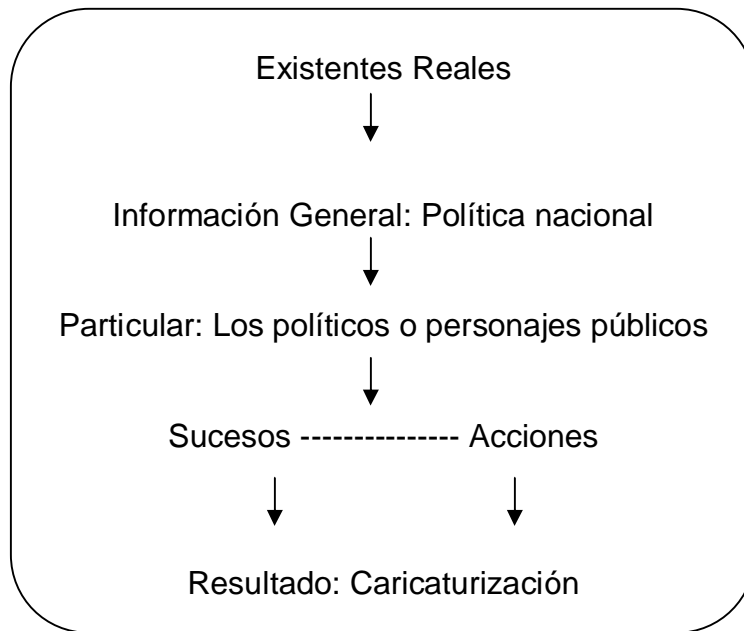 Existentes Reales
Información General: Política nacional
Particular: Los políticos o personajes públicos
Sucesos --------------- Acciones
Resultado: Caricaturización